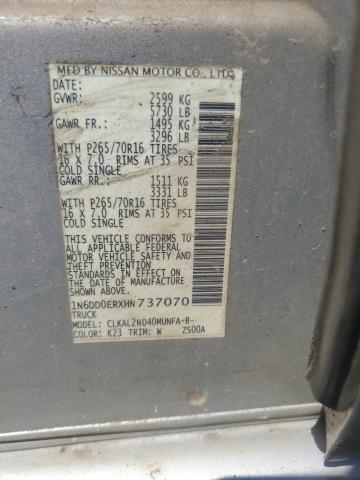 MFD BY NISSAN MOTOR CO., LTD.
DATE:
GVWR: 2599 KG
5730 LB
GAWR FR.: 1495 KG
3296 LB
WITH P265/70R16 TIRES
16 X 7.0 RIMS AT 35 PSI
COLD SINGLE
GAWR RR.: 1511 KG
3331 LB
WITH P265/70R16 TIRES
16 X 7.0 RIMS AT 35 PSI
COLD SINGLE
THIS VEHICLE CONFORMS TO
ALL APPLICABLE FEDERAL
MOTOR VEHICLE SAFETY
AND THEFT PREVENTION
STANDARDS IN EFFECT ON
THE DATE OF MANUFACTURE
SHOWN ABOVE.
1N6DD0ERXHN737070
TRUCK
MODEL: CLKAL2ND40MUNFA-B-
COLOR: K23 TRIM: W ZS00A